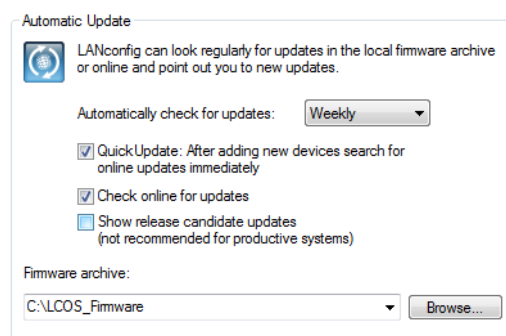 Automatic Update
LANconfig can look regularly for updates in the local firmware archive
or online and point out you to new updates.
Automatically check for updates: Weekly
QuickUpdate: After adding new devices search for
online updates immediately
Check online for updates
Show release candidate updates
(not recommended for productive systems)
Firmware archive:
C:\LCOS_Firmware Browse...